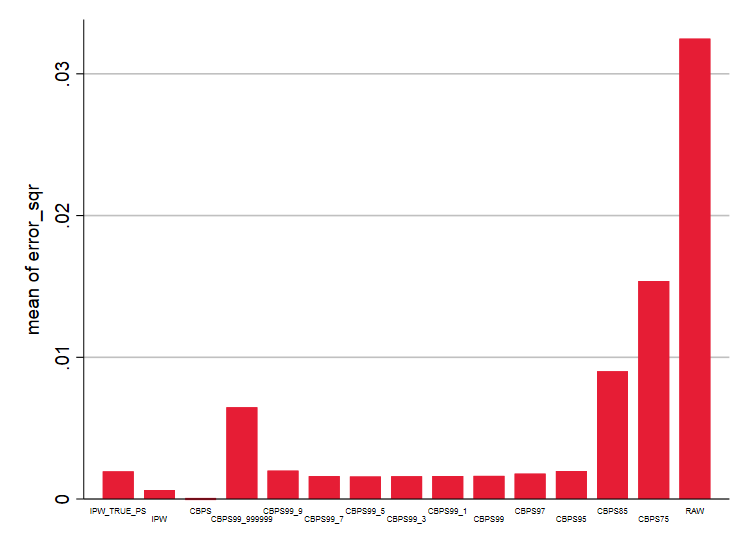 mean of error_sqr
.03
.02
.01
0
IPW_TRUE_PS
IPW
CBPS
CBPS99_999999
CBPS99_9
CBPS99_7
CBPS99_5
CBPS99_3
CBPS99_1
CBPS99
CBPS97
CBPS95
CBPS85
CBPS75
RAW